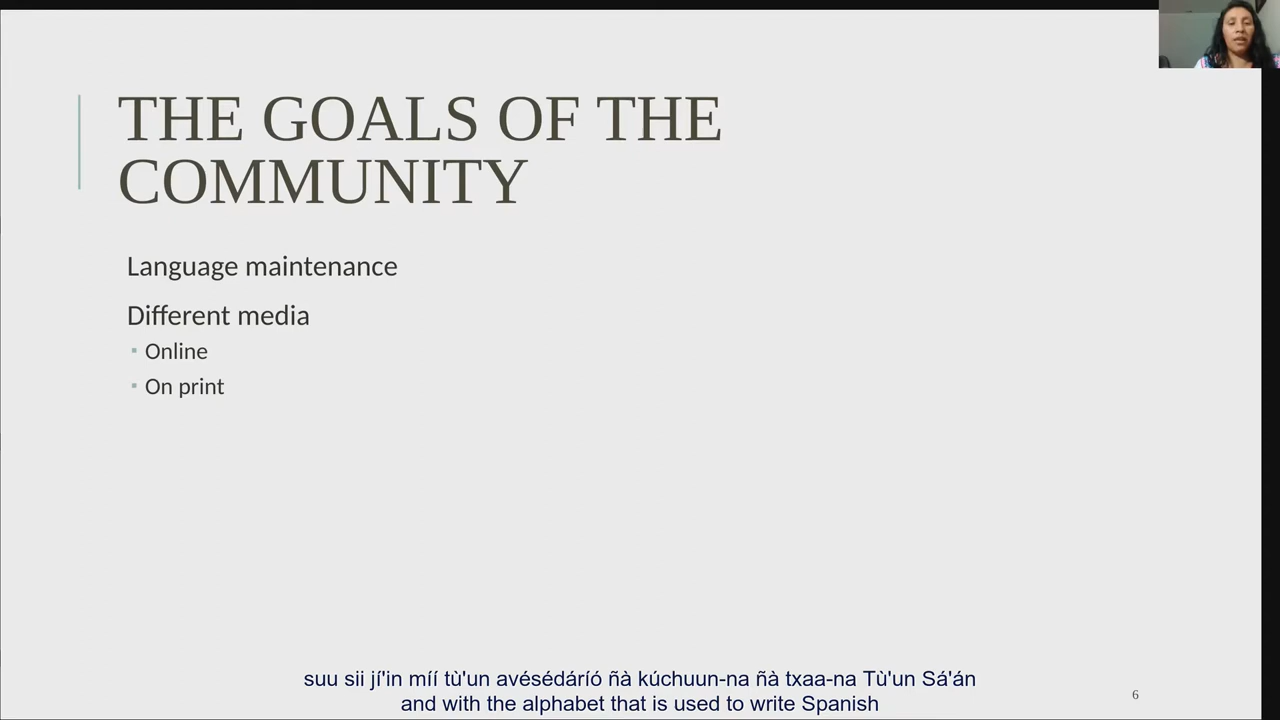 THE GOALS OF THE
COMMUNITY
Language maintenance
Different media
▪ Online
▪ On print
suu sii jí'in míí tù'un avésédáríó ñà kúchuun-na ñà txaa-na Tù'un Sá'án
and with the alphabet that is used to write Spanish
6